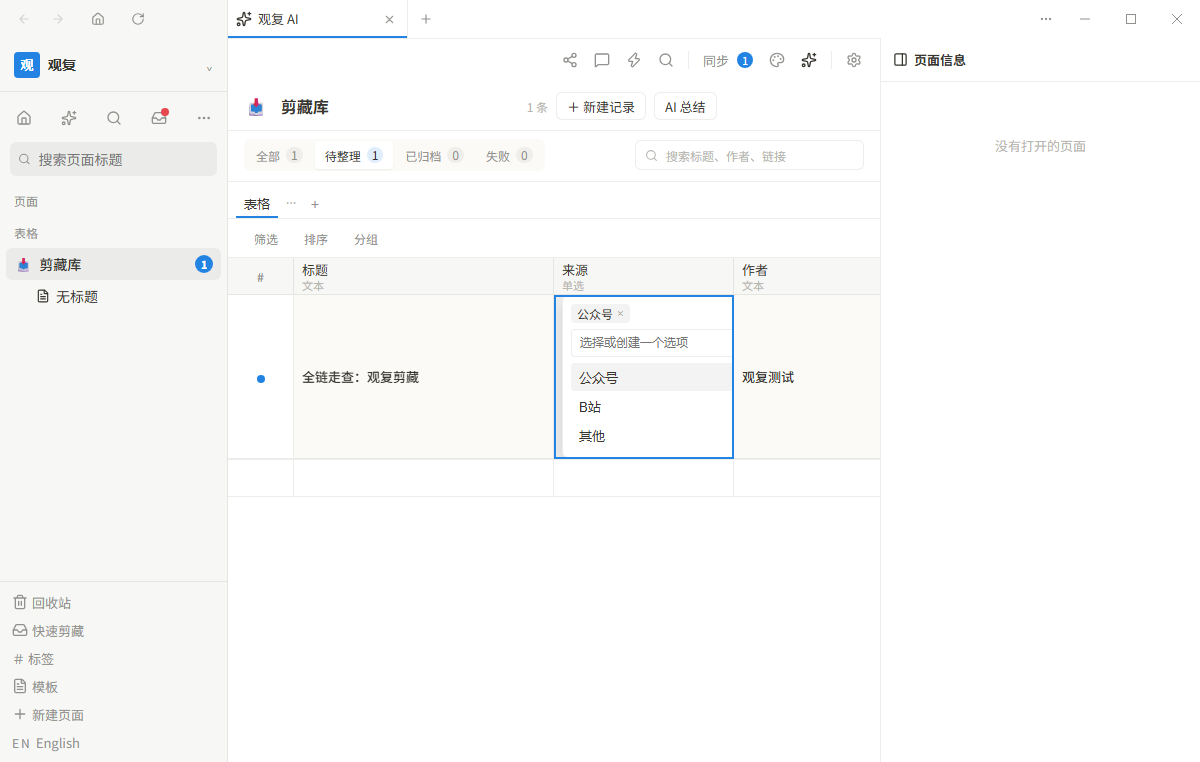 观复 AI
观 观复
搜索页面标题
页面
表格
剪藏库 1
无标题
回收站
快速剪藏
# 标签
模板
新建页面
EN English
同步 1
剪藏库
1 条
新建记录
AI 总结
全部 1
待整理 1
已归档 0
失败 0
搜索标题、作者、链接
表格
筛选
排序
分组
#
标题
文本
来源
单选
作者
文本
全链走查：观复剪藏
公众号 ×
选择或创建一个选项
公众号
B站
其他
观复测试
页面信息
没有打开的页面